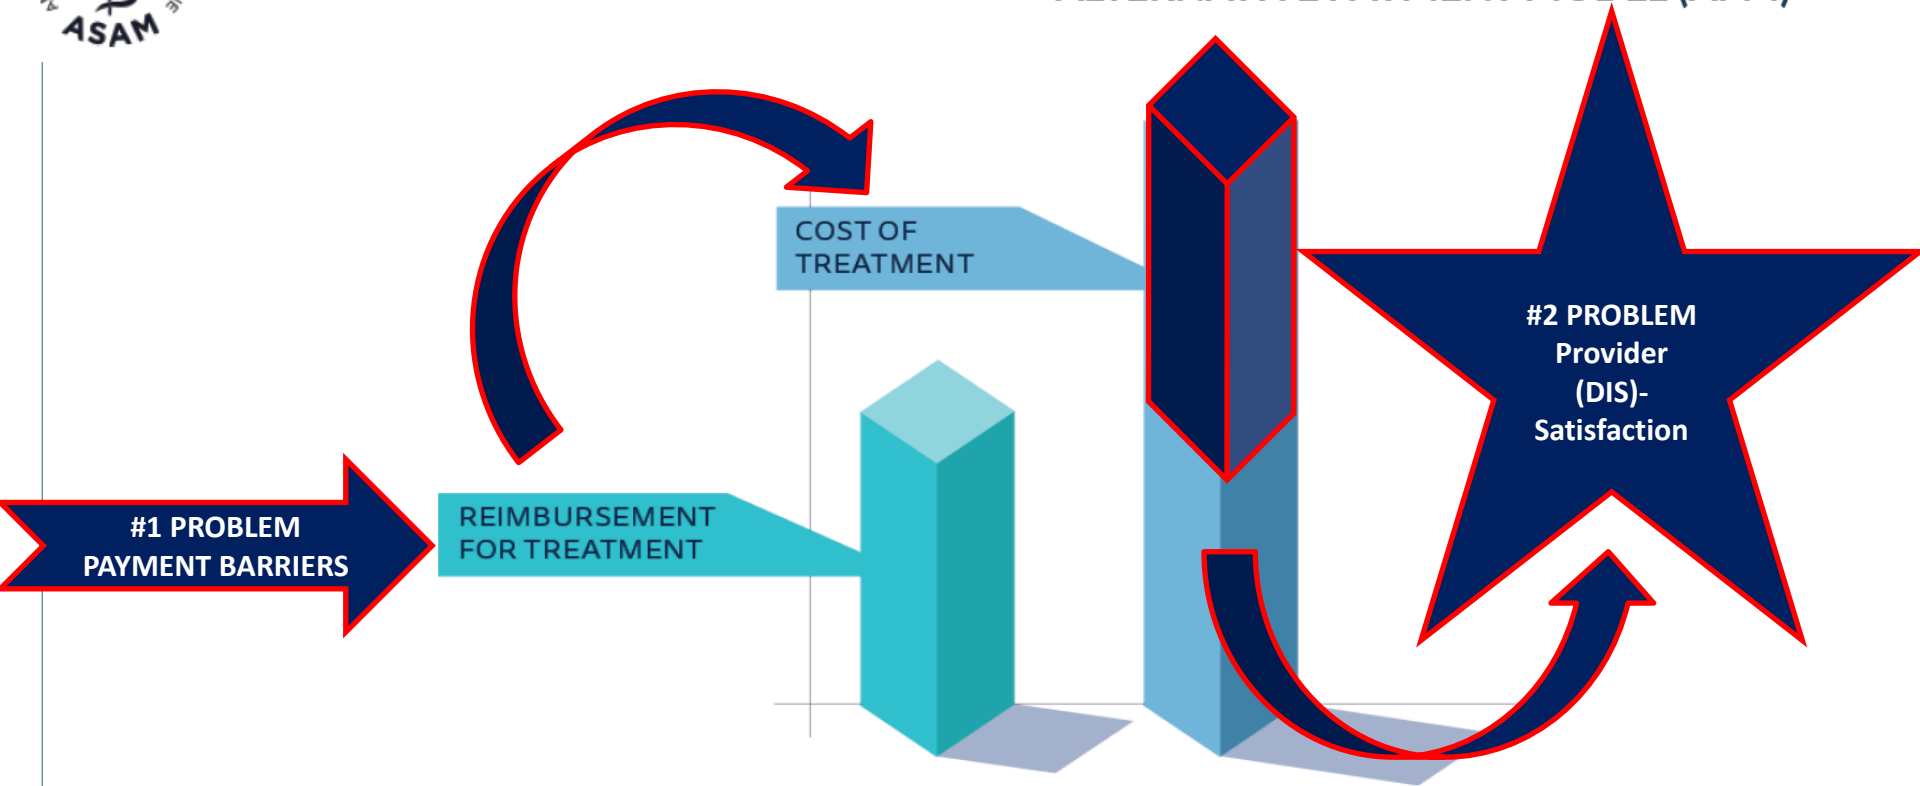 ASAM
COST OF
TREATMENT
#2 PROBLEM
Provider
(DIS)-
Satisfaction
REIMBURSEMENT
FOR TREATMENT
#1 PROBLEM
PAYMENT BARRIERS